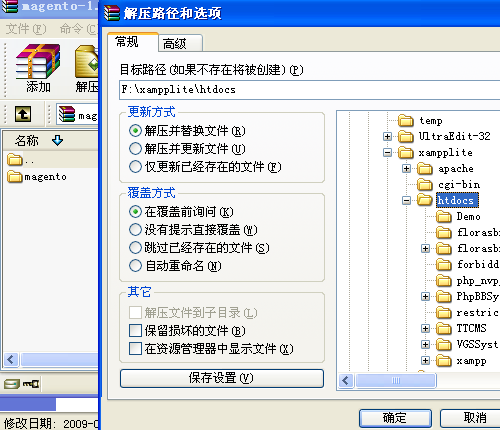 magento-1.
文件(F) 命令(C)
添加 解压
magento
名称
..
magento
修改日期: 2009-0
解压路径和选项
常规 高级
目标路径(如果不存在将被创建)(P)
F:\xampplite\htdocs
更新方式
解压并替换文件(R)
解压并更新文件(U)
仅更新已经存在的文件(F)
覆盖方式
在覆盖前询问(K)
没有提示直接覆盖(W)
跳过已经存在的文件(S)
自动重命名(N)
其它
解压文件到子目录(L)
保留损坏的文件(B)
在资源管理器中显示文件(X)
保存设置(V)
temp
UltraEdit-32
xampplite
apache
cgi-bin
htdocs
Demo
florasb
florasb
forbidd
php_nvp_
PhpBBSy
restric
TTCMS
VGSSyst
xampp
确定 取消